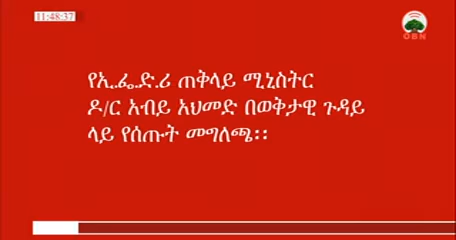 11:48:37
OBN
የኢ.ፌ.ድ.ሪ ጠቅላይ ሚኒስትር
ዶ/ር አብይ አህመድ በወቅታዊ ጉዳይ
ላይ የሰጡት መግለጫ፡፡